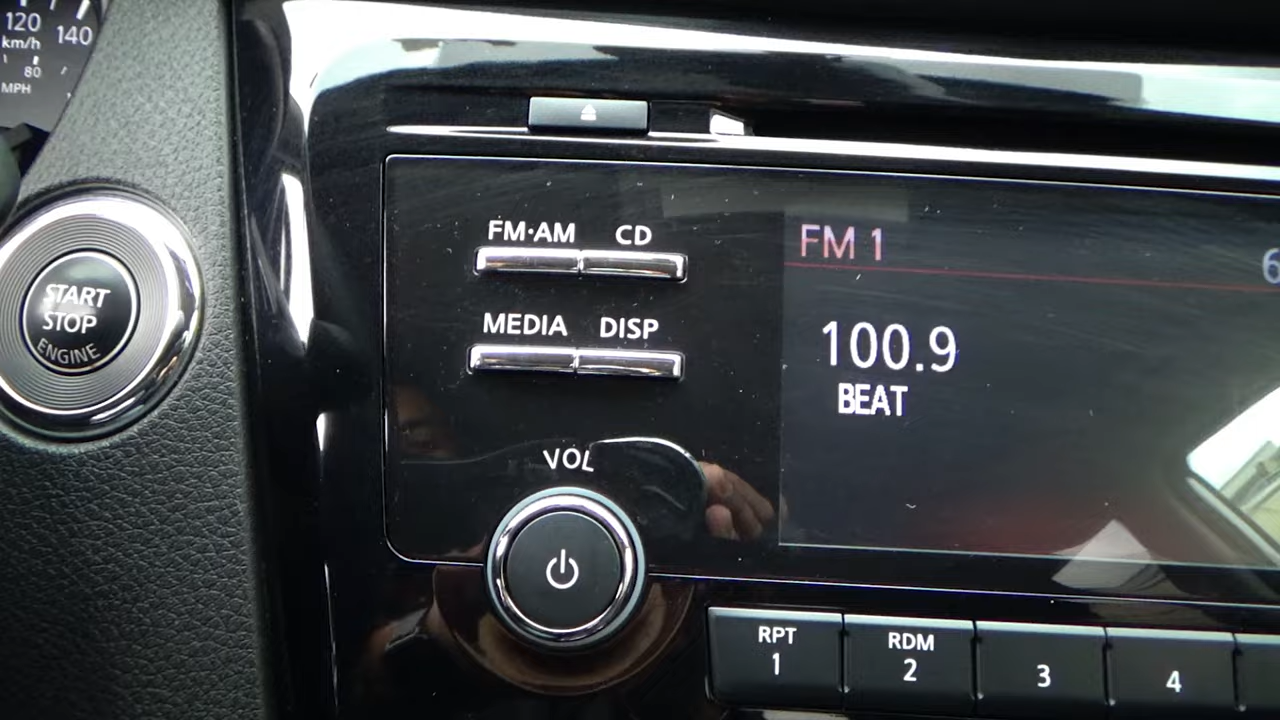 120
140
km/h
80
MPH
START
STOP
ENGINE
FM·AM CD
MEDIA DISP
VOL
FM 1
6
100.9
BEAT
RPT
1
RDM
2
3
4